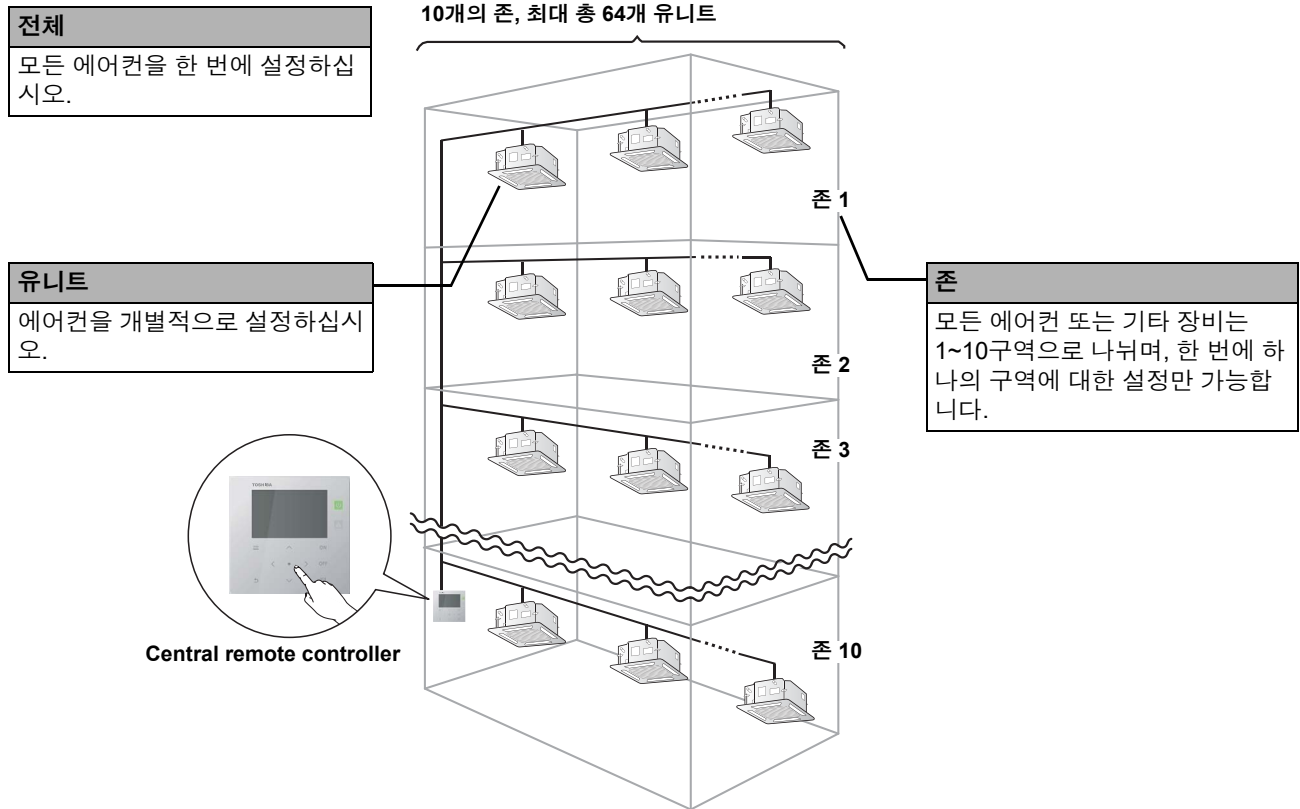 전체
모든 에어컨을 한 번에 설정하십
시오.
10개의 존, 최대 총 64개 유니트
존 1
유니트
에어컨을 개별적으로 설정하십시
오.
존
모든 에어컨 또는 기타 장비는
1~10구역으로 나뉘며, 한 번에 하
나의 구역에 대한 설정만 가능합
니다.
존 2
존 3
TOSHIBA
ON
OFF
Central remote controller
존 10